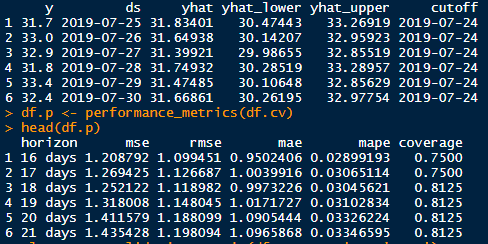 y ds yhat yhat_lower yhat_upper cutoff
1 31.7 2019-07-25 31.83401 30.47443 33.26919 2019-07-24
2 33.0 2019-07-26 31.64938 30.14207 32.95923 2019-07-24
3 32.9 2019-07-27 31.39921 29.98655 32.85519 2019-07-24
4 31.8 2019-07-28 31.74932 30.28519 33.28957 2019-07-24
5 33.4 2019-07-29 31.47485 30.10648 32.85629 2019-07-24
6 32.4 2019-07-30 31.66861 30.26195 32.97754 2019-07-24
> df.p <- performance_metrics(df.cv)
> head(df.p)
horizon mse rmse mae mape coverage
1 16 days 1.208792 1.099451 0.9502406 0.02899193 0.7500
2 17 days 1.269425 1.126687 1.0039916 0.03065114 0.7500
3 18 days 1.252122 1.118982 0.9973226 0.03045621 0.8125
4 19 days 1.318008 1.148045 1.0171727 0.03102834 0.8125
5 20 days 1.411579 1.188099 1.0905444 0.03326224 0.8125
6 21 days 1.435428 1.198094 1.0965868 0.03346595 0.8125